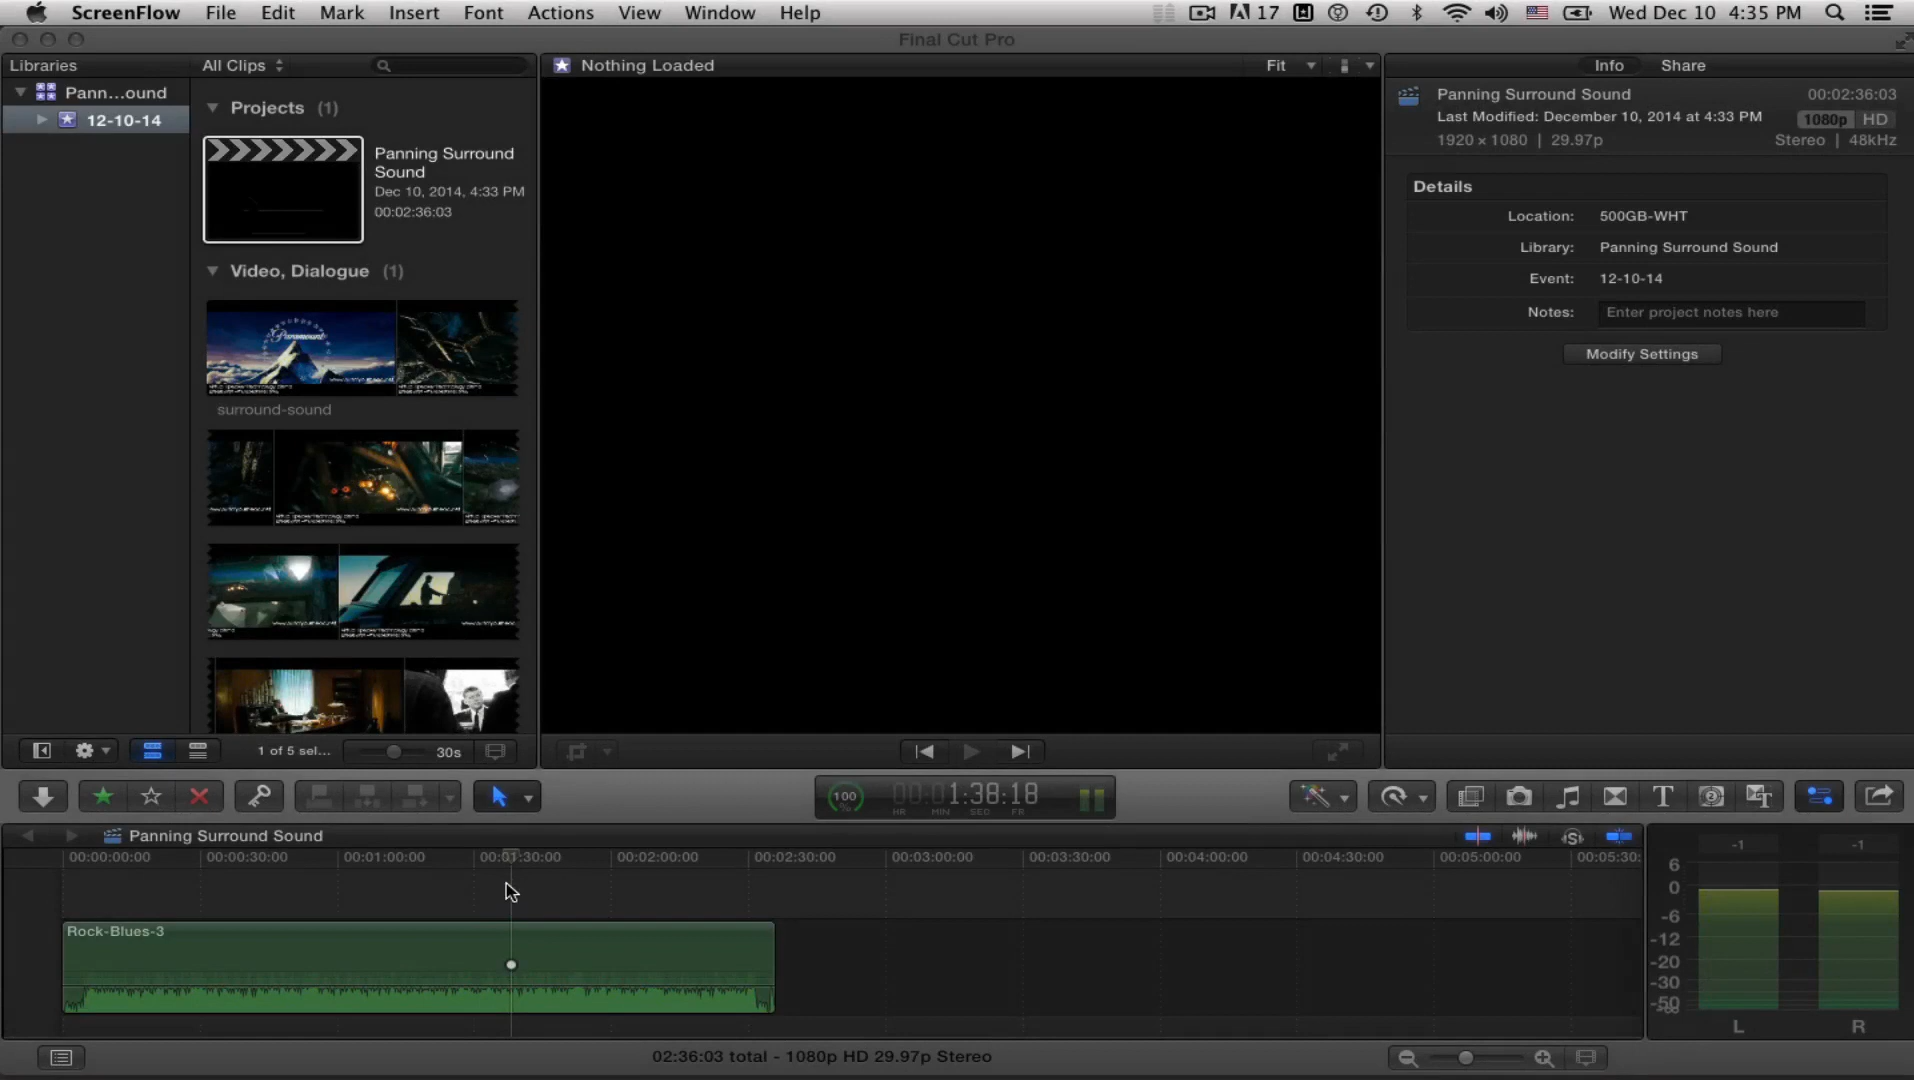 ScreenFlow File Edit Mark Insert Font Actions View Window Help 17 Wed Dec 10 4:35 PM
Final Cut Pro
Libraries All Clips Nothing Loaded Fit Info Share
Pann...ound
12-10-14
Projects (1)
Panning Surround
Sound
Dec 10, 2014, 4:33 PM
00:02:36:03
Video, Dialogue (1)
Paramount
surround-sound
Panning Surround Sound 00:02:36:03
Last Modified: December 10, 2014 at 4:33 PM 1080p HD
1920 × 1080 | 29.97p Stereo | 48kHz
Details
Location: 500GB-WHT
Library: Panning Surround Sound
Event: 12-10-14
Notes: Enter project notes here
Modify Settings
1 of 5 sel... 30s
100 % 00:01:38:18
HR MIN SEC FR
Panning Surround Sound
00:00:00:00 00:00:30:00 00:01:00:00 00:01:30:00 00:02:00:00 00:02:30:00 00:03:00:00 00:03:30:00 00:04:00:00 00:04:30:00 00:05:00:00 00:05:30:
Rock-Blues-3
-1 -1
6
0
-6
-12
-20
-30
-50
-∞
L R
02:36:03 total - 1080p HD 29.97p Stereo